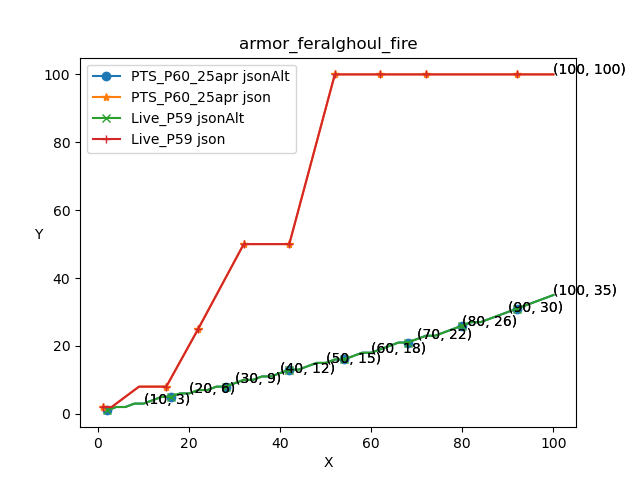 armor_feralghoul_fire
PTS_P60_25apr jsonAlt
PTS_P60_25apr json
Live_P59 jsonAlt
Live_P59 json
(100, 100)
(100, 35)
(90, 30)
(80, 26)
(70, 22)
(60, 18)
(50, 15)
(40, 12)
(30, 9)
(20, 6)
(10, 3)
100
80
60
40
20
0
Y
0 20 40 60 80 100
X